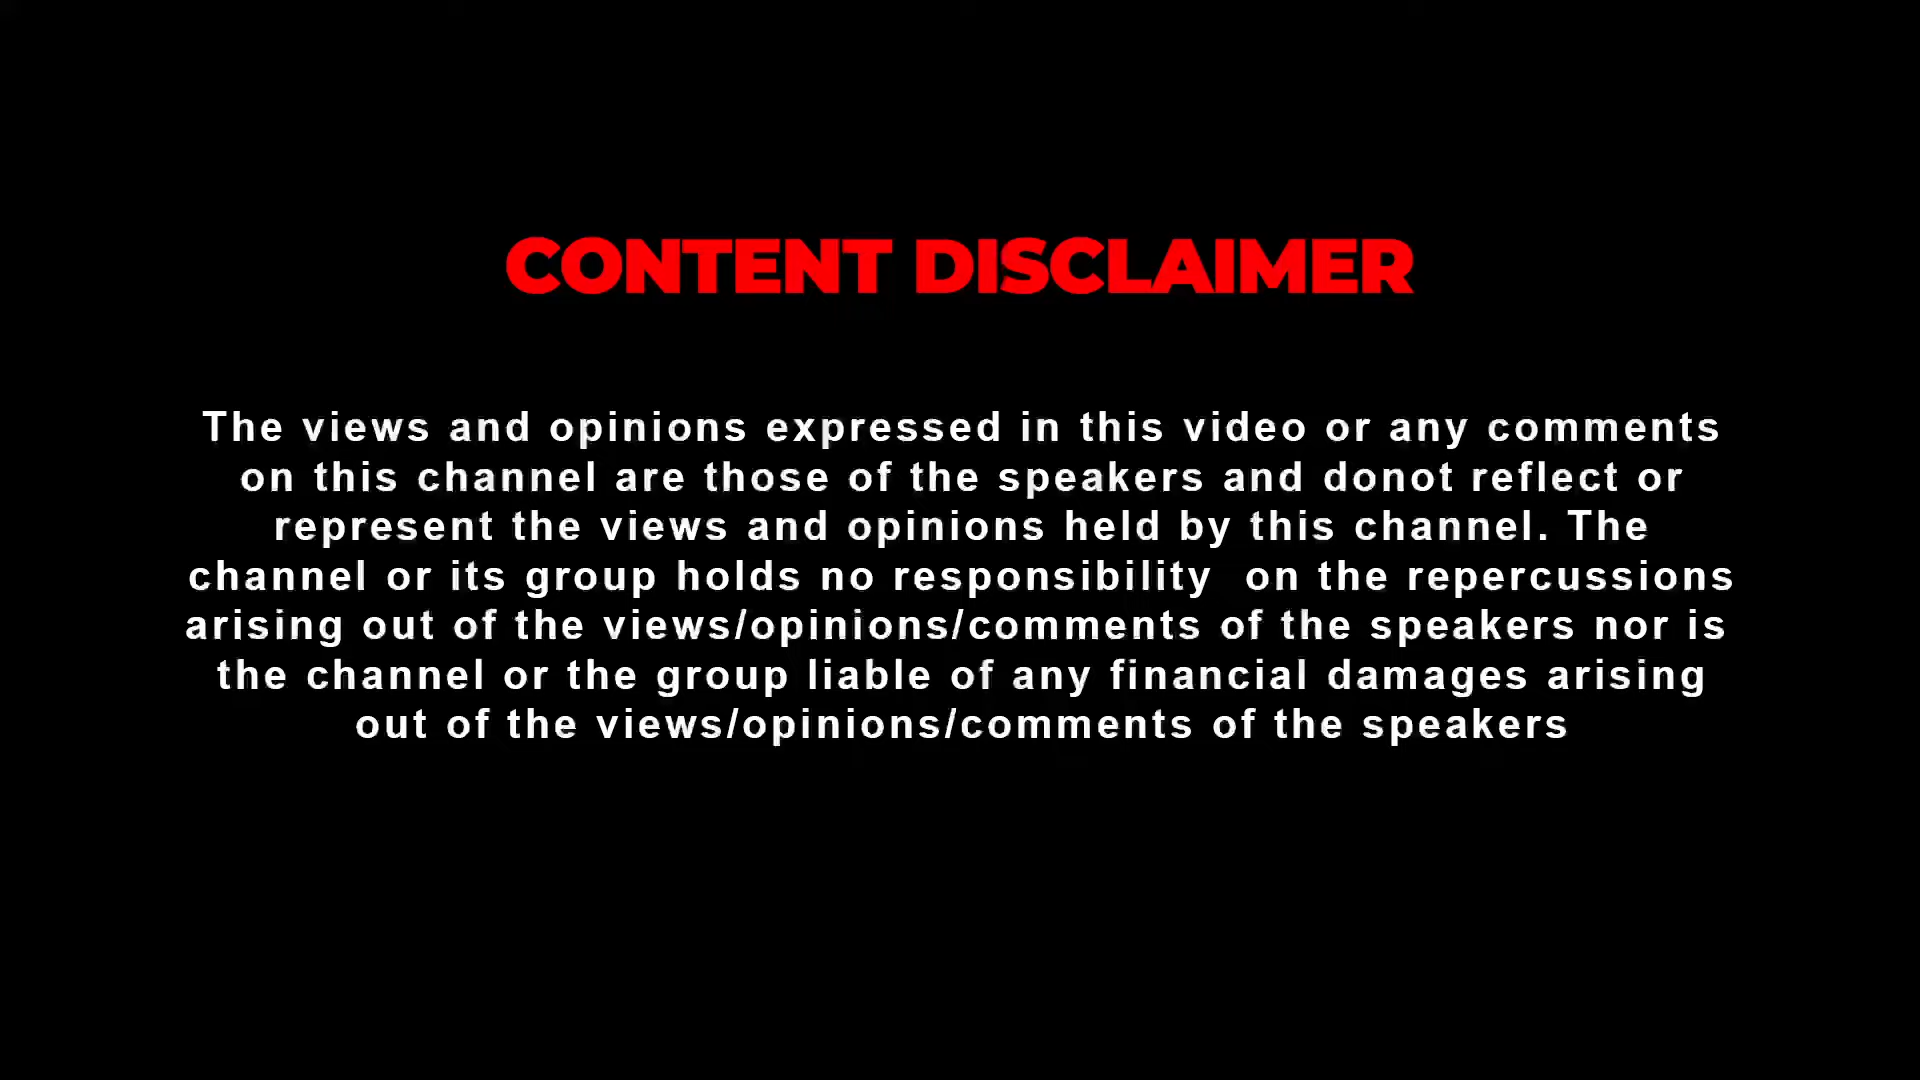 CONTENT DISCLAIMER
The views and opinions expressed in this video or any comments
on this channel are those of the speakers and donot reflect or
represent the views and opinions held by this channel. The
channel or its group holds no responsibility  on the repercussions
arising out of the views/opinions/comments of the speakers nor is
the channel or the group liable of any financial damages arising
out of the views/opinions/comments of the speakers